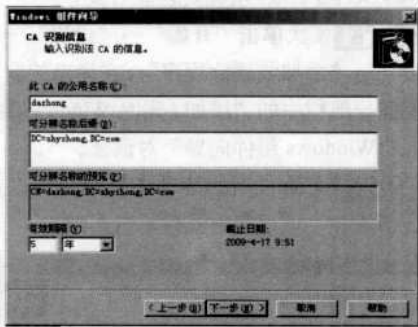 Windows 组件向导
CA 识别信息
输入识别该 CA 的信息。
此 CA 的公用名称(C):
dazhong
可分辨名称后缀(D):
DC=zhyzhong,DC=com
可分辨名称的预览(P):
CN=dazhong,DC=zhyzhong,DC=com
有效期限(V):
5 年
截止日期:
2009-4-17 9:51
<上一步(B) 下一步(N)> 取消 帮助